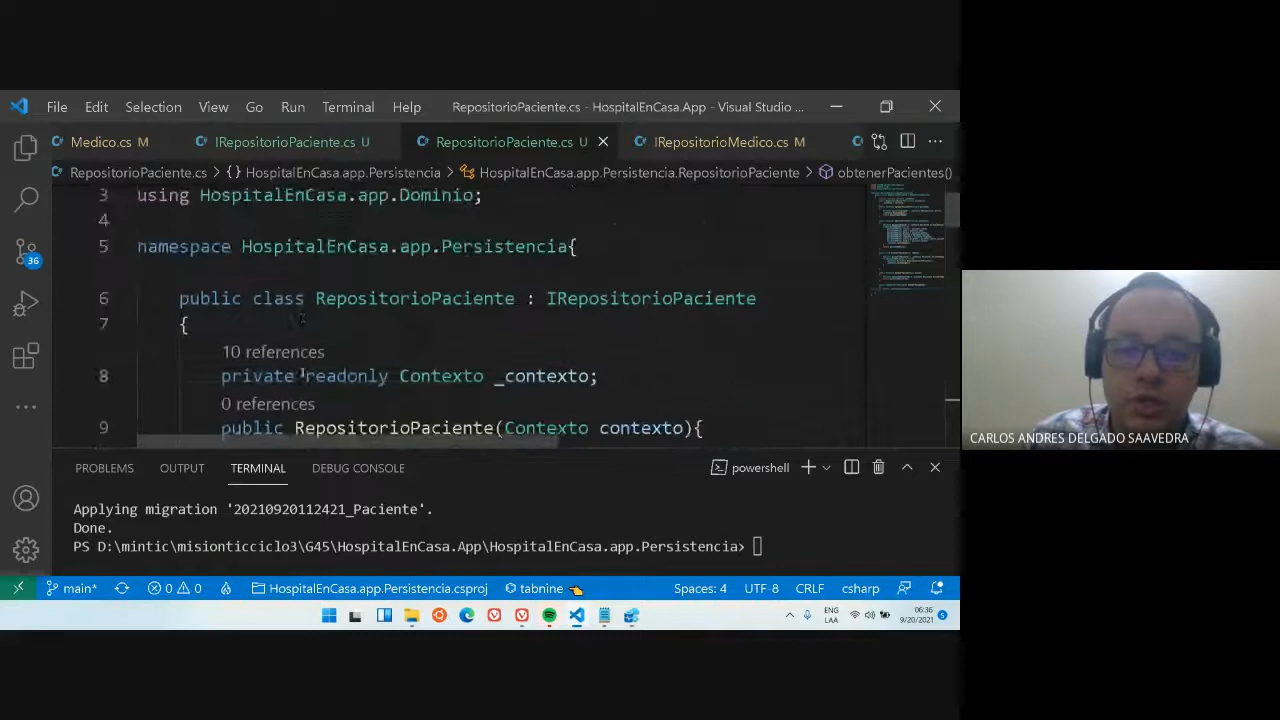 File Edit Selection View Go Run Terminal Help RepositorioPaciente.cs - HospitalEnCasa.App - Visual Studio ...
Medico.cs M IRepositorioPaciente.cs U RepositorioPaciente.cs U IRepositorioMedico.cs M
RepositorioPaciente.cs > {} HospitalEnCasa.app.Persistencia > HospitalEnCasa.app.Persistencia.RepositorioPaciente > obtenerPacientes()
3 using HospitalEnCasa.app.Dominio;
4
5 namespace HospitalEnCasa.app.Persistencia{
6 public class RepositorioPaciente : IRepositorioPaciente
7 {
10 references
8 private readonly Contexto _contexto;
0 references
9 public RepositorioPaciente(Contexto contexto){
PROBLEMS OUTPUT TERMINAL DEBUG CONSOLE powershell
Applying migration '20210920112421_Paciente'.
Done.
PS D:\mintic\misionticciclo3\G45\HospitalEnCasa.App\HospitalEnCasa.app.Persistencia>
36
main* 0 0 HospitalEnCasa.app.Persistencia.csproj tabnine Spaces: 4 UTF-8 CRLF csharp
ENG
LAA
06:36
9/20/2021
5
CARLOS ANDRES DELGADO SAAVEDRA